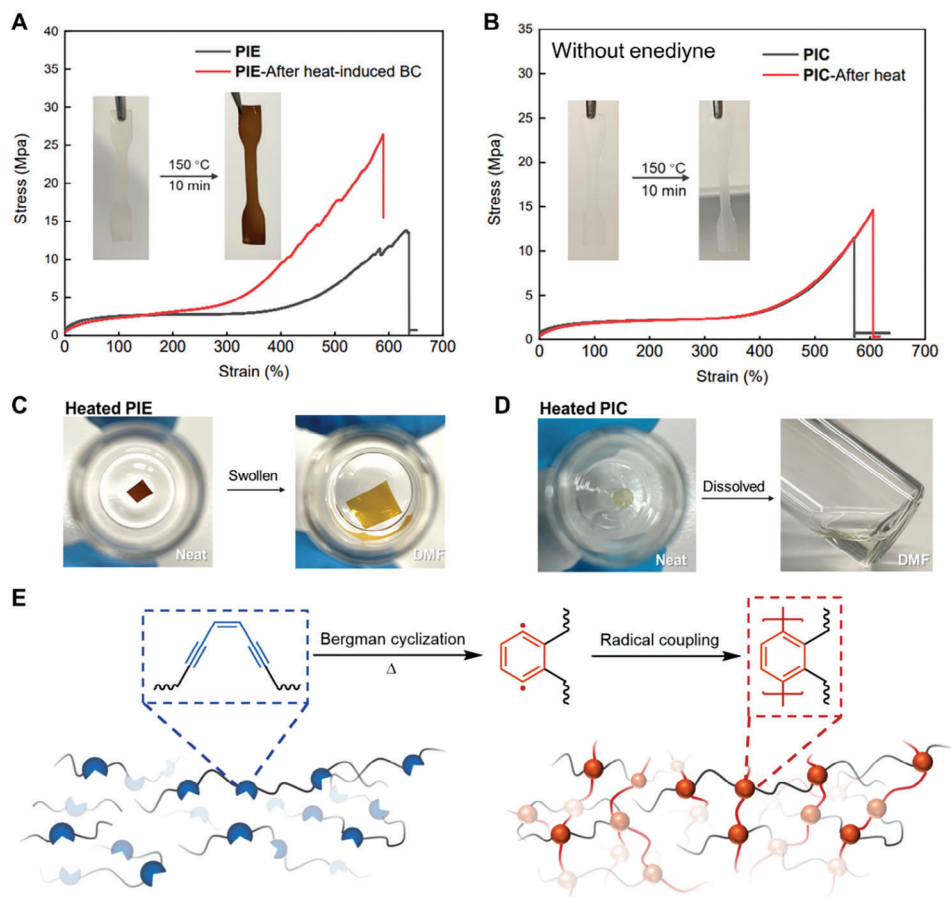 A
40
35
30
25
20
15
10
5
0
Stress (Mpa)
PIE
PIE-After heat-induced BC
150 °C
10 min
0 100 200 300 400 500 600 700
Strain (%)
B
35
30
25
20
15
10
5
0
Stress (Mpa)
Without enediyne
PIC
PIC-After heat
150 °C
10 min
0 100 200 300 400 500 600 700
Strain (%)
C
Heated PIE
Swollen
Neat
DMF
D
Heated PIC
Dissolved
Neat
DMF
E
Bergman cyclization
Δ
Radical coupling